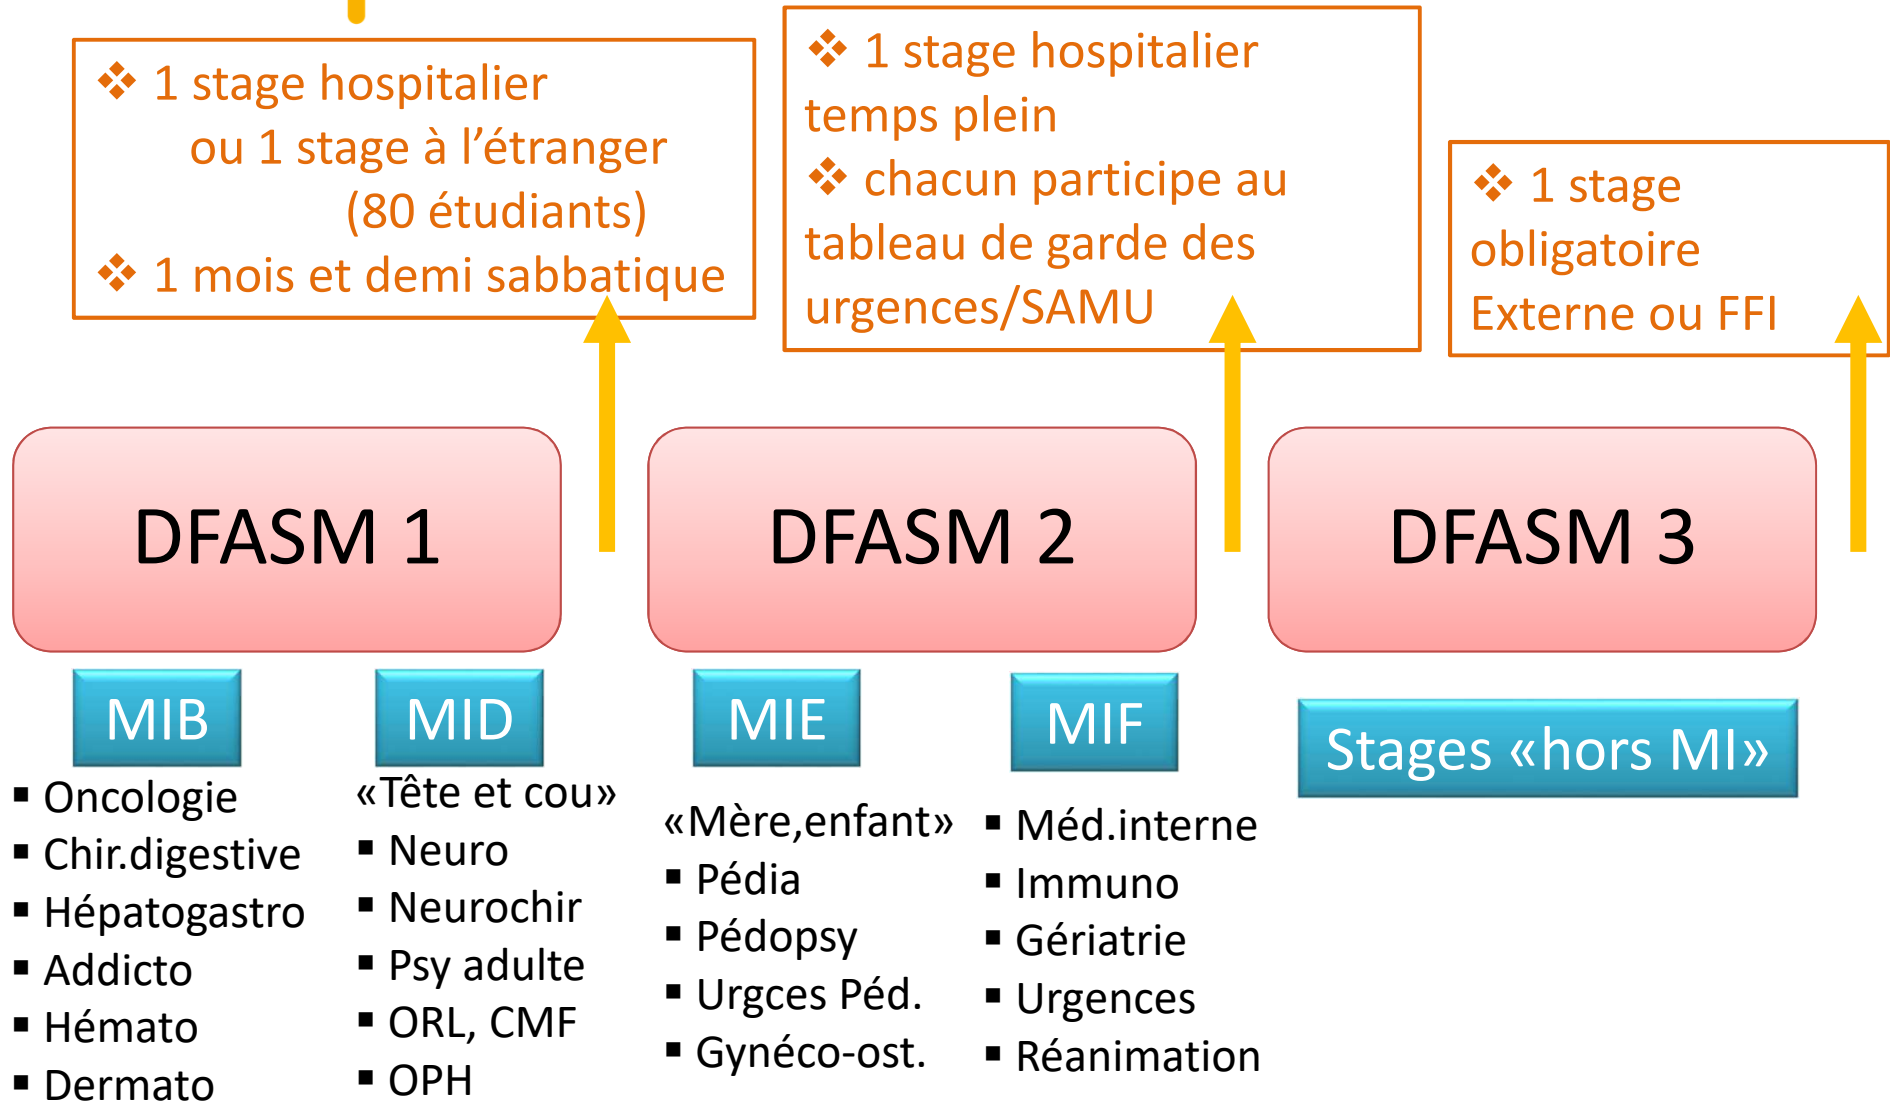 ❖ 1 stage hospitalier
ou 1 stage à l’étranger
(80 étudiants)
❖ 1 mois et demi sabbatique
❖ 1 stage hospitalier
temps plein
❖ chacun participe au
tableau de garde des
urgences/SAMU
❖ 1 stage
obligatoire
Externe ou FFI
DFASM 1
DFASM 2
DFASM 3
MIB
▪ Oncologie
▪ Chir.digestive
▪ Hépatogastro
▪ Addicto
▪ Hémato
▪ Dermato
MID
«Tête et cou»
▪ Neuro
▪ Neurochir
▪ Psy adulte
▪ ORL, CMF
▪ OPH
MIE
«Mère,enfant»
▪ Pédia
▪ Pédopsy
▪ Urgces Péd.
▪ Gynéco-ost.
MIF
▪ Méd.interne
▪ Immuno
▪ Gériatrie
▪ Urgences
▪ Réanimation
Stages «hors MI»